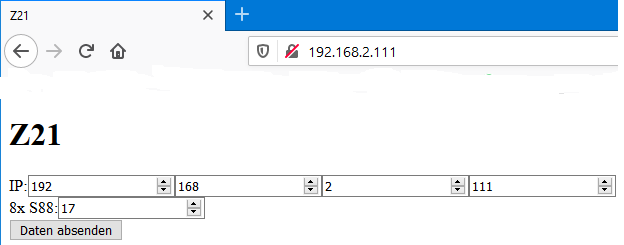 Z21
192.168.2.111
Z21
IP: 192 168 2 111
8x S88: 17
Daten absenden